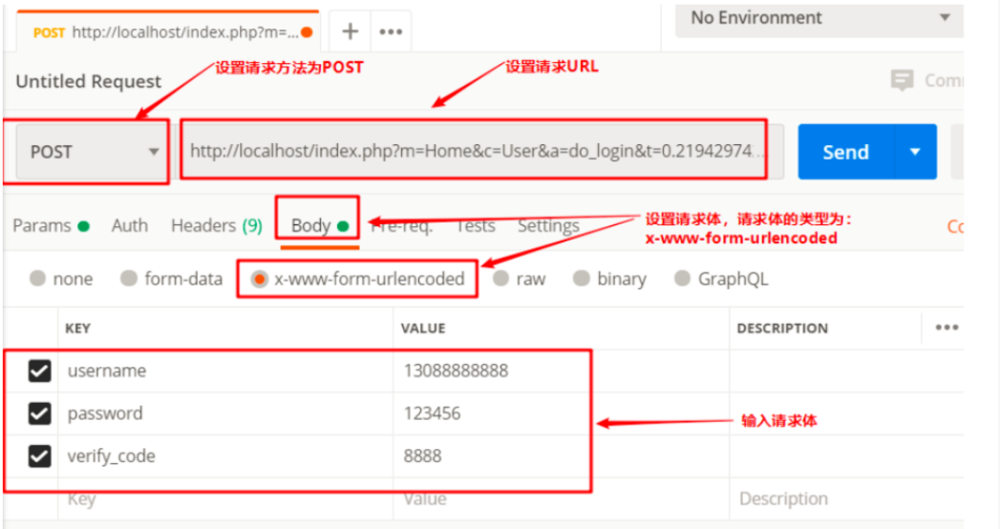 POST http://localhost/index.php?m=...
No Environment
设置请求方法为POST
设置请求URL
Untitled Request
POST
http://localhost/index.php?m=Home&c=User&a=do_login&t=0.21942974
Send
Params
Auth
Headers (9)
Body
Pre-req.
Tests
Settings
设置请求体，请求体的类型为：
x-www-form-urlencoded
none
form-data
x-www-form-urlencoded
raw
binary
GraphQL
KEY
VALUE
DESCRIPTION
username
13088888888
password
123456
输入请求体
verify_code
8888
Key
Value
Description